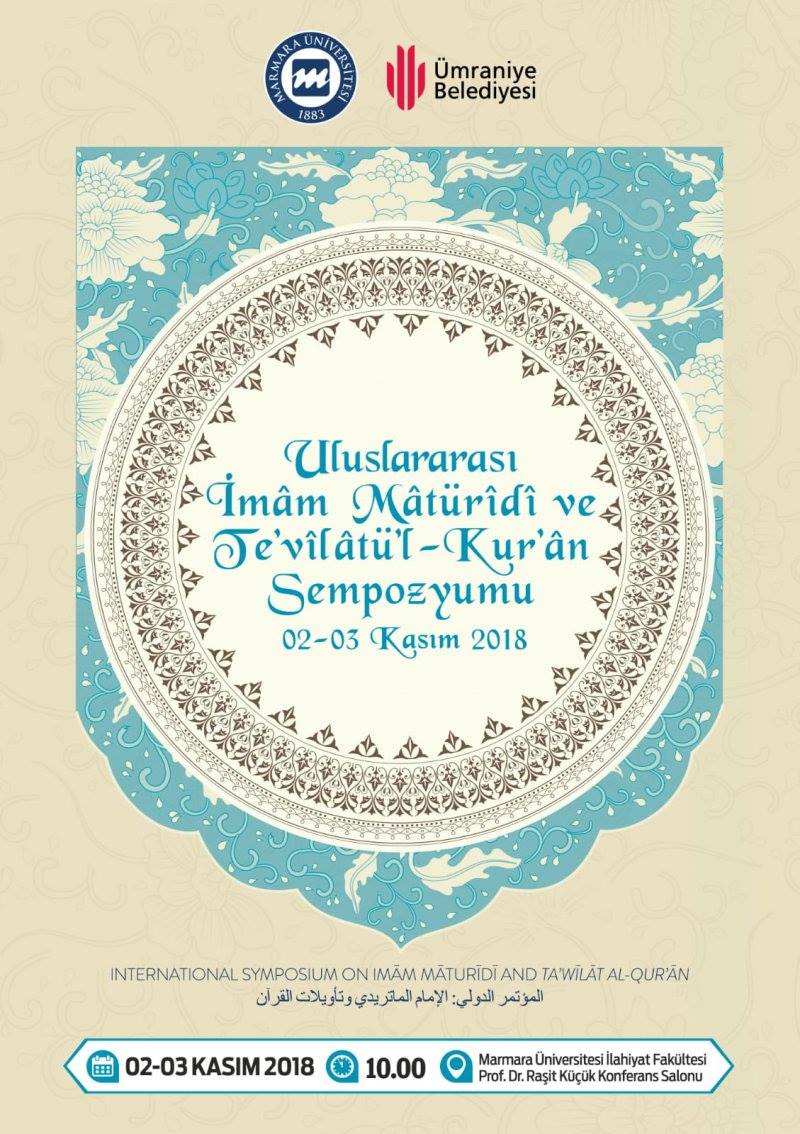 MARMARA ÜNİVERSİTESİ
m
1883
Ümraniye
Belediyesi
Uluslararası
İmâm Mâtürîdî ve
Te'vîlâtü'l-Kur'ân
Sempozyumu
02-03 Kasım 2018
INTERNATIONAL SYMPOSIUM ON IMĀM MĀTURĪDĪ AND TA'WĪLĀT AL-QUR'ĀN
المؤتمر الدولي: الإمام الماتريدي وتأويلات القرآن
02-03 KASIM 2018
10.00
Marmara Üniversitesi İlahiyat Fakültesi
Prof. Dr. Raşit Küçük Konferans Salonu